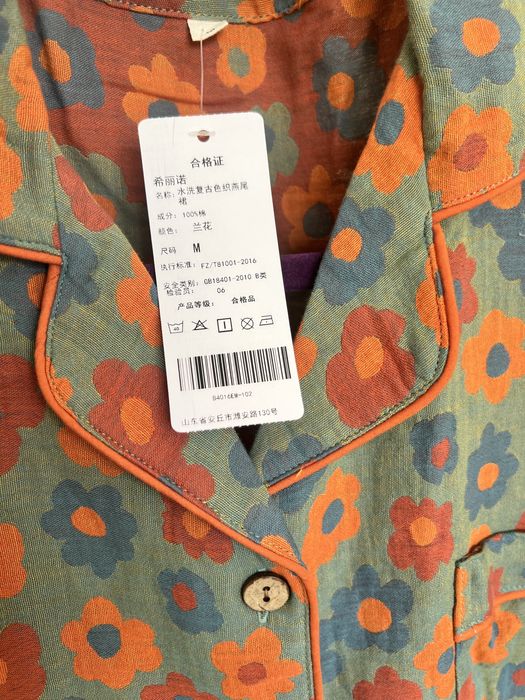 合格证
希丽诺
名称：水洗复古色织燕尾
裙
成分：100%棉
颜色： 兰花
尺码 M
执行标准：FZ/T81001-2016
安全类别：GB18401-2010 B类
检验员： 06
产品等级： 合格品
40
B4016EM-102
山东省安丘市潍安路130号